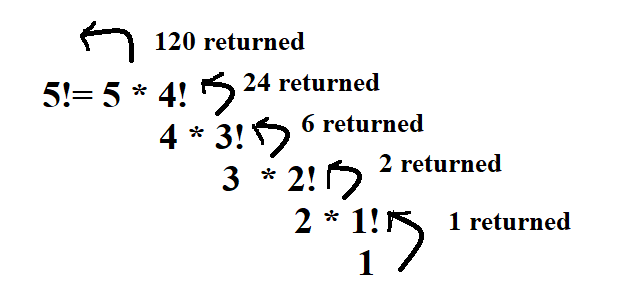 120 returned
5!= 5 * 4! 24 returned
4 * 3! 6 returned
3 * 2! 2 returned
2 * 1! 1 returned
1